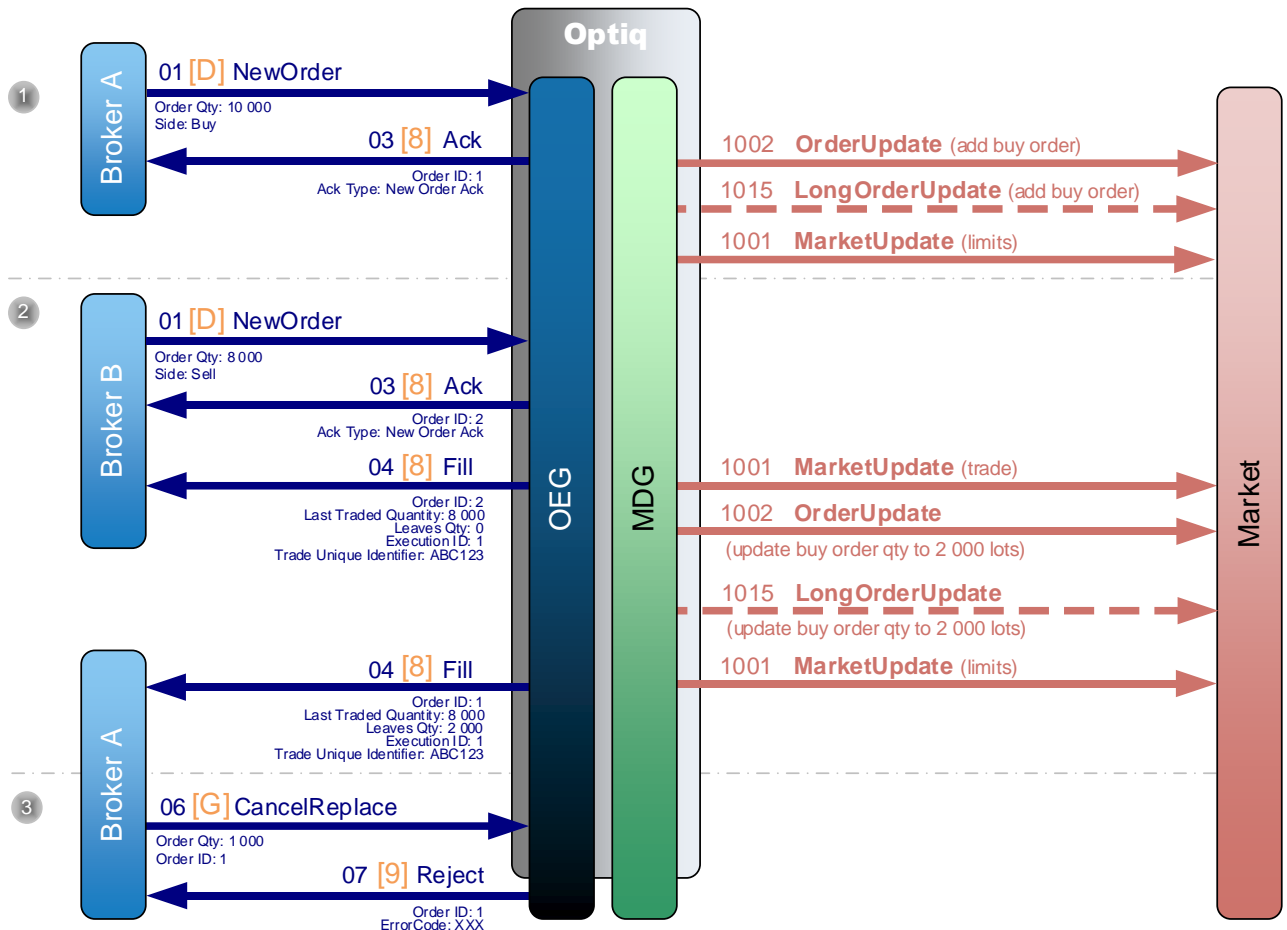 Optiq
1
Broker A
01 [D] NewOrder
Order Qty: 10 000
Side: Buy
03 [8] Ack
Order ID: 1
Ack Type: New Order Ack
1002 OrderUpdate (add buy order)
1015 LongOrderUpdate (add buy order)
1001 MarketUpdate (limits)
2
Broker B
01 [D] NewOrder
Order Qty: 8 000
Side: Sell
03 [8] Ack
Order ID: 2
Ack Type: New Order Ack
04 [8] Fill
Order ID: 2
Last Traded Quantity: 8 000
Leaves Qty: 0
Execution ID: 1
Trade Unique Identifier: ABC123
OEG
MDG
Market
1001 MarketUpdate (trade)
1002 OrderUpdate
(update buy order qty to 2 000 lots)
1015 LongOrderUpdate
(update buy order qty to 2 000 lots)
1001 MarketUpdate (limits)
Broker A
04 [8] Fill
Order ID: 1
Last Traded Quantity: 8 000
Leaves Qty: 2 000
Execution ID: 1
Trade Unique Identifier: ABC123
3
06 [G] CancelReplace
Order Qty: 1 000
Order ID: 1
07 [9] Reject
Order ID: 1
ErrorCode: XXX